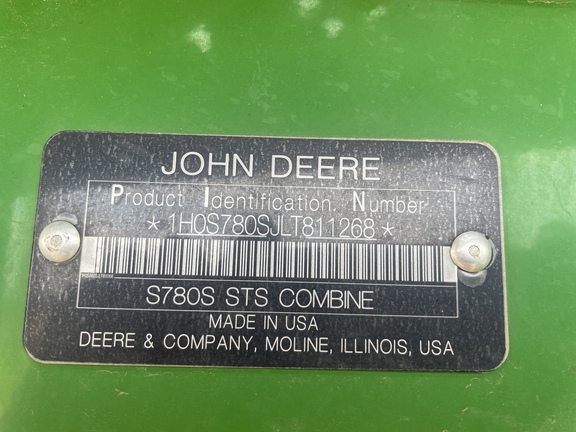 JOHN DEERE
Product Identification Number
*1H0S780SJLT811268*
S780S STS COMBINE
MADE IN USA
DEERE & COMPANY, MOLINE, ILLINOIS, USA